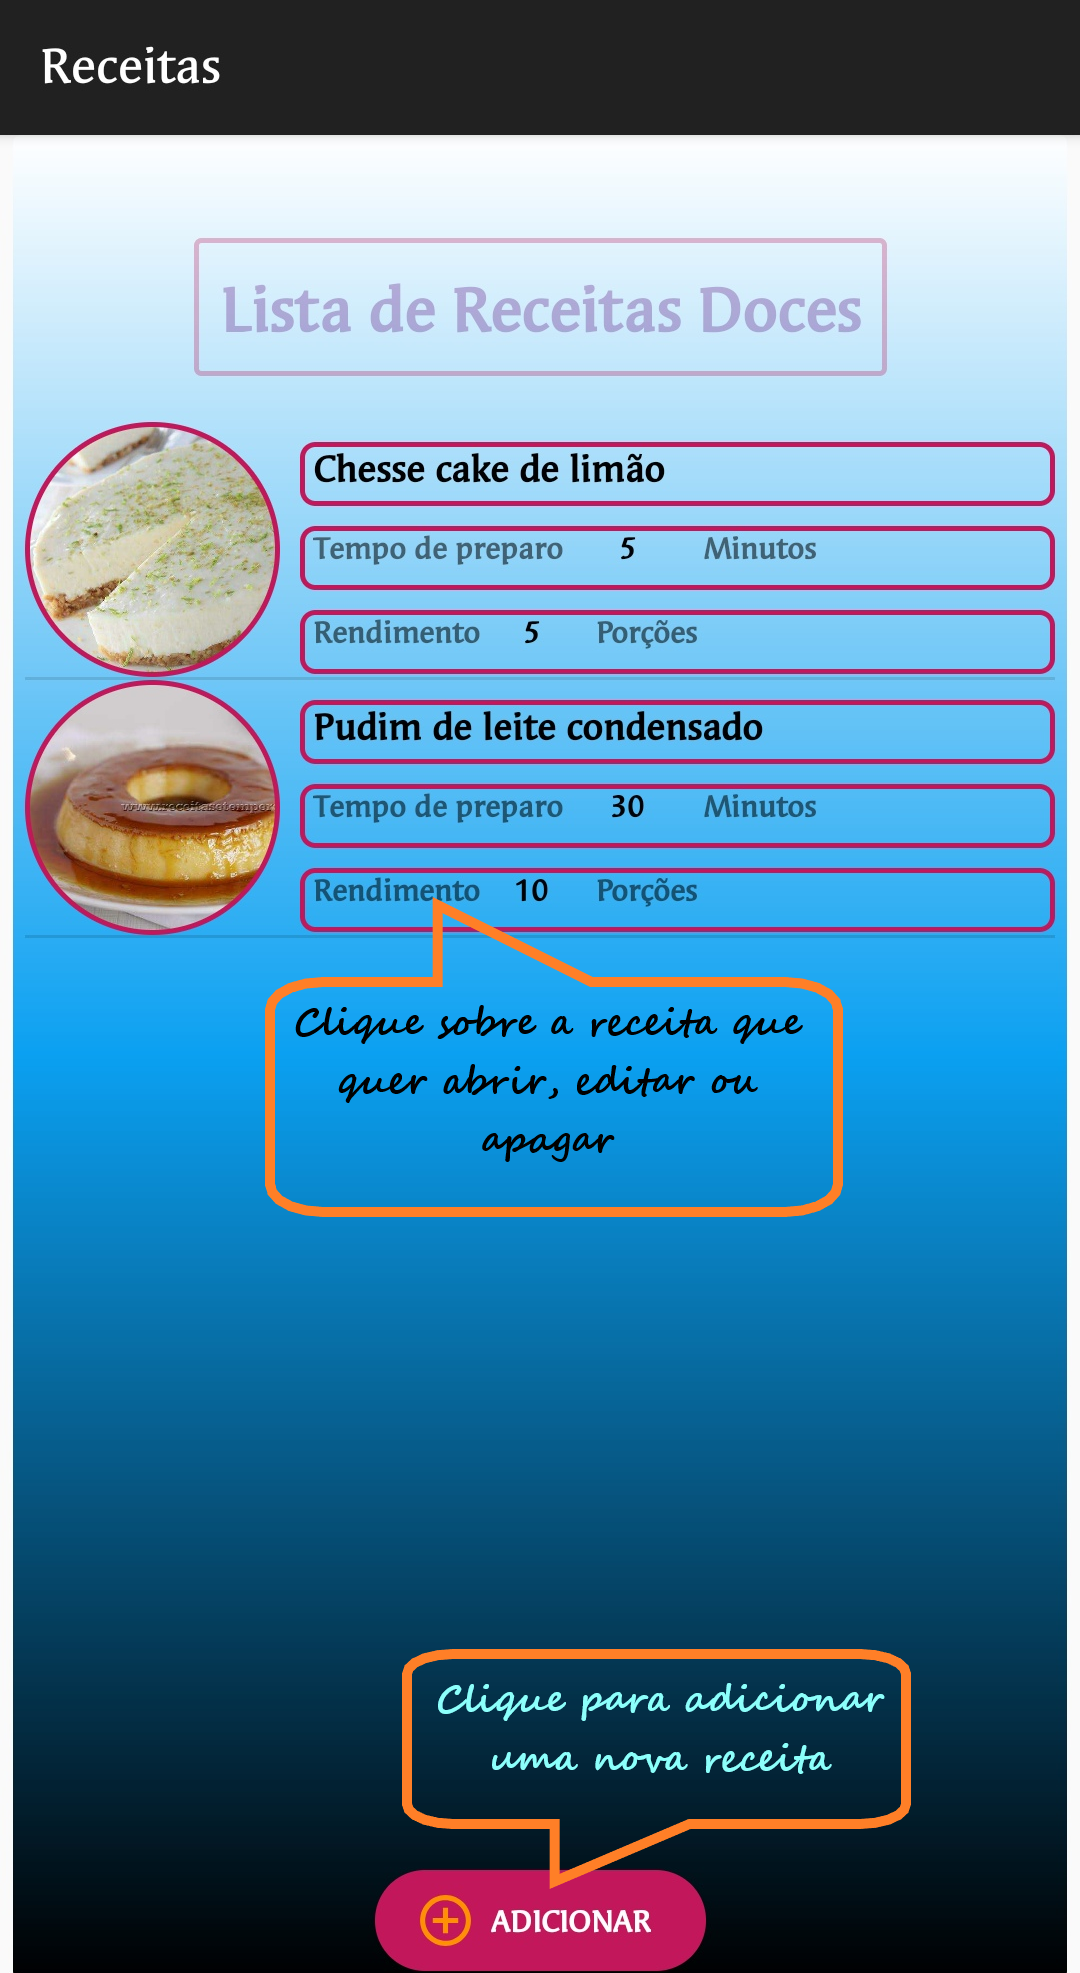 Receitas
Lista de Receitas Doces
Chesse cake de limão
Tempo de preparo 5 Minutos
Rendimento 5 Porções
Pudim de leite condensado
www.receitasetemper
Tempo de preparo 30 Minutos
Rendimento 10 Porções
Clique sobre a receita que
quer abrir, editar ou
apagar
Clique para adicionar
uma nova receita
ADICIONAR